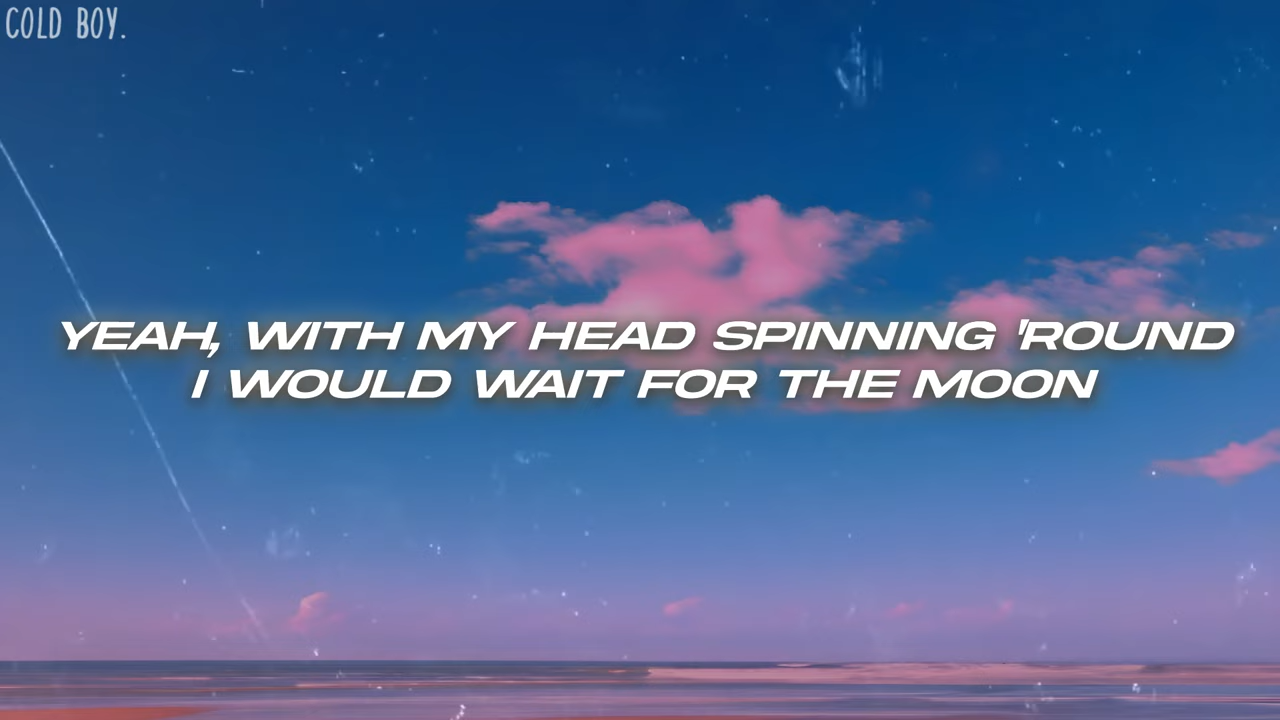 COLD BOY.
YEAH, WITH MY HEAD SPINNING 'ROUND
I WOULD WAIT FOR THE MOON